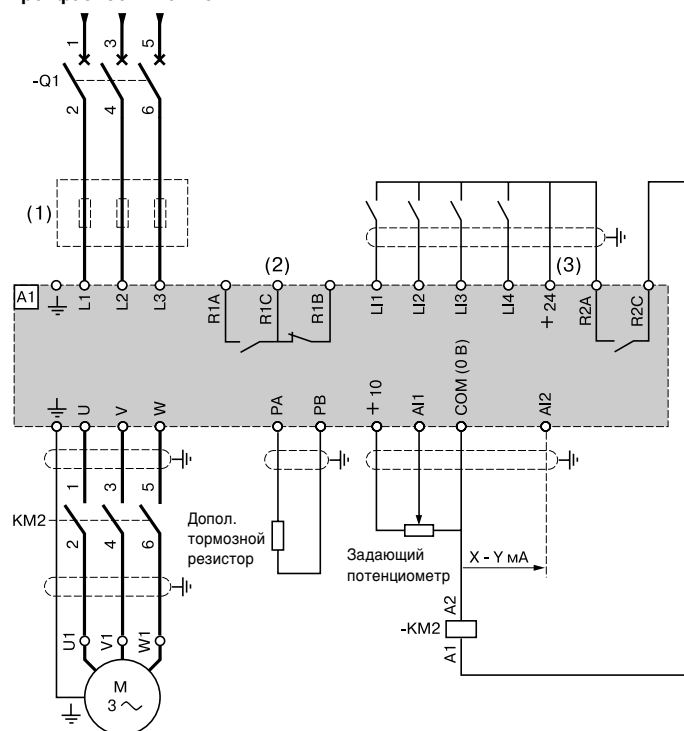 1 3 5
-Q1
2 4 6
(1)
(2)
(3)
A1
L1 L2 L3 R1A R1C R1B LI1 LI2 LI3 LI4 + 24 R2A R2C
U V W PA PB + 10 AI1 COM (0 В) AI2
1 3 5
KM2
2 4 6
Допол.
тормозной
резистор
Задающий
потенциометр
X - Y мА
A2
-KM2
A1
U1 V1 W1
M
3